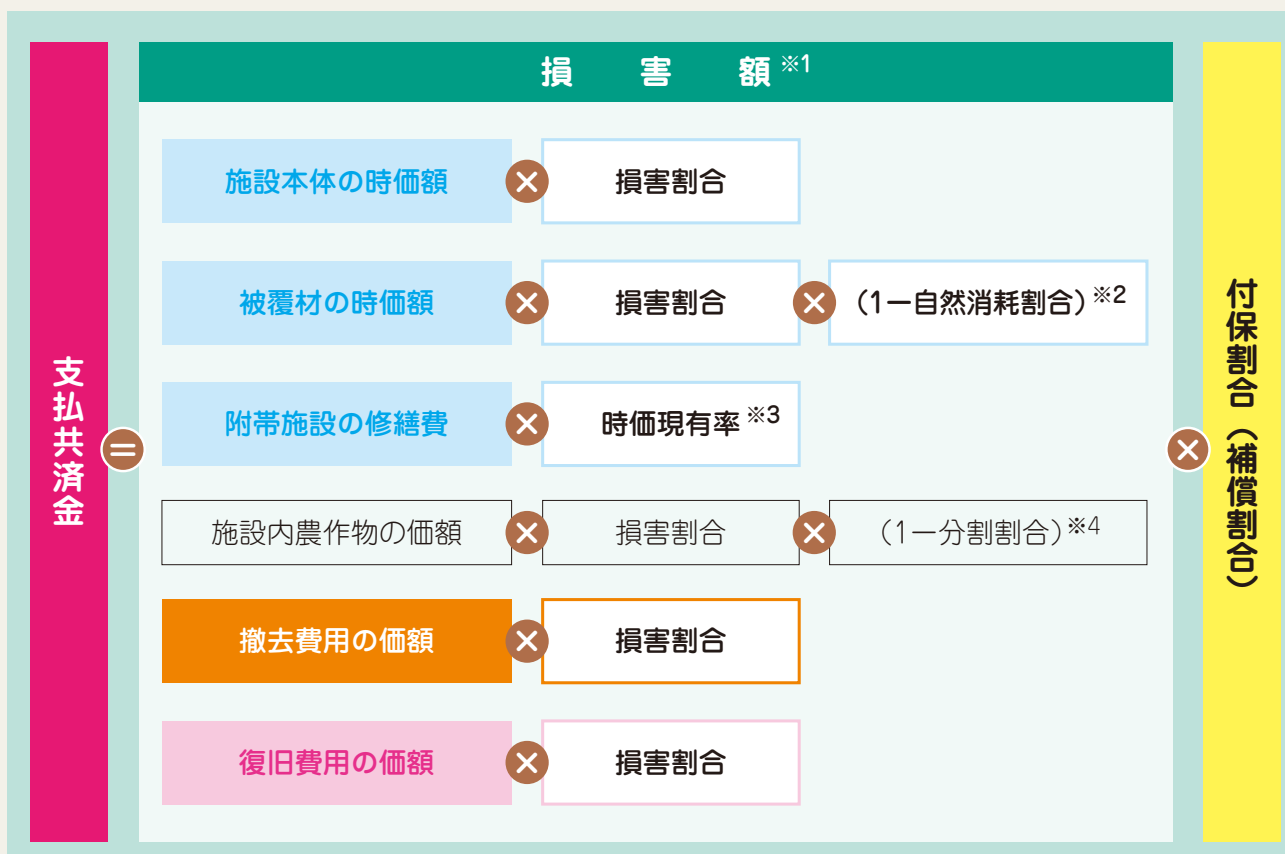 損害額※1
支払共済金
=
施設本体の時価額 × 損害割合
被覆材の時価額 × 損害割合 × (1ー自然消耗割合)※2
附帯施設の修繕費 × 時価現有率※3
施設内農作物の価額 × 損害割合 × (1ー分割割合)※4
撤去費用の価額 × 損害割合
復旧費用の価額 × 損害割合
×
付保割合(補償割合)